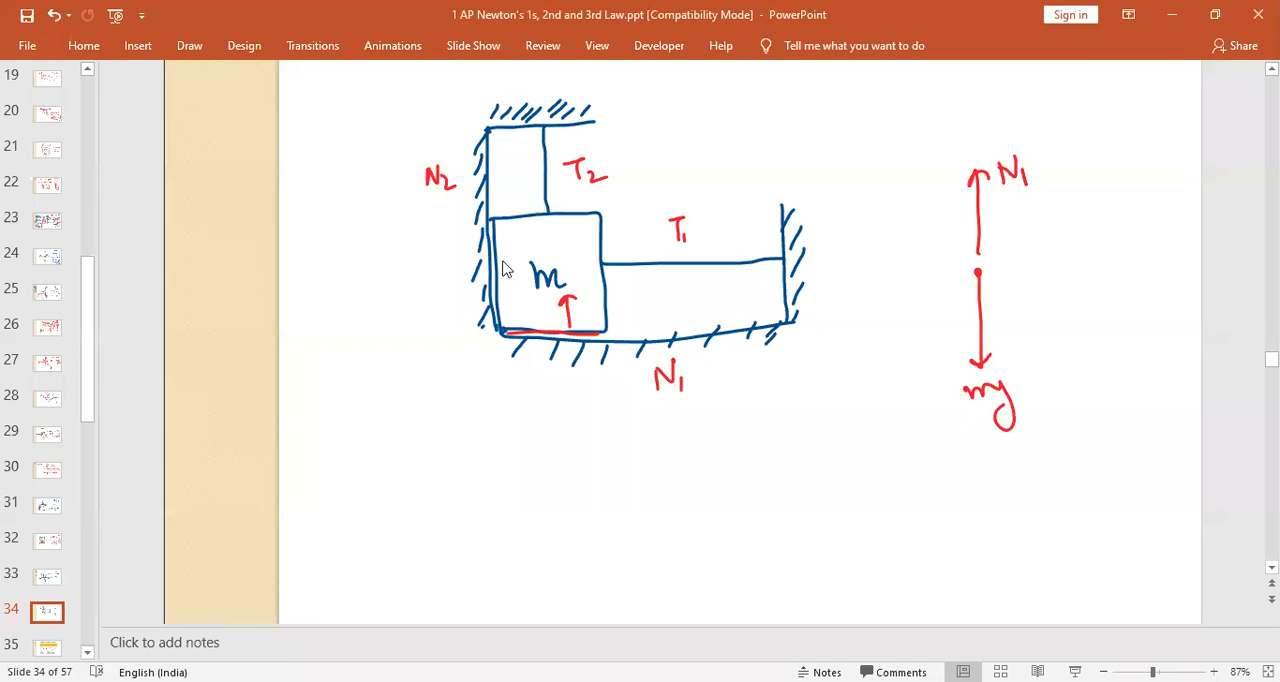 1 AP Newton's 1s, 2nd and 3rd Law.ppt [Compatibility Mode] - PowerPoint
Sign in
File Home Insert Draw Design Transitions Animations Slide Show Review View Developer Help Tell me what you want to do Share
19
20
21
22
23
24
25
26
27
28
29
30
31
32
33
34
35
N2
T2
T1
m
N1
N1
mg
Click to add notes
Slide 34 of 57 English (India) Notes Comments 87%